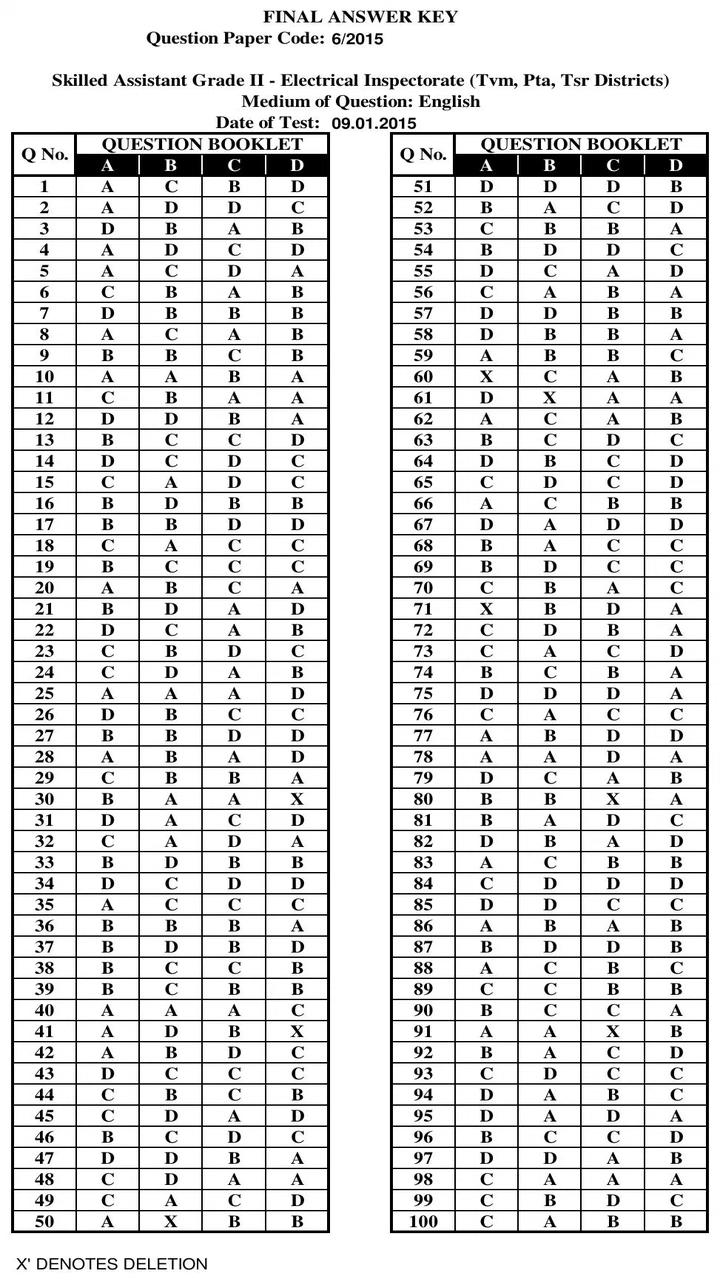 FINAL ANSWER KEY
Question Paper Code: 6/2015
Skilled Assistant Grade II - Electrical Inspectorate (Tvm, Pta, Tsr Districts)
Medium of Question: English
Date of Test: 09.01.2015
Q No. QUESTION BOOKLET
A B C D
1 A C B D
2 A D D C
3 D B A B
4 A D C D
5 A C D A
6 C B A B
7 D B B B
8 A C A B
9 B B C B
10 A A B A
11 C B A A
12 D D B A
13 B C C D
14 D C D C
15 C A D C
16 B D B B
17 B B D D
18 C A C C
19 B C C C
20 A B C A
21 B D A D
22 D C A B
23 C B D C
24 C D A B
25 A A A D
26 D B C C
27 B B D D
28 A B A D
29 C B B A
30 B A A X
31 D A C D
32 C A D A
33 B D B B
34 D C D D
35 A C C C
36 B B B A
37 B D B D
38 B C C B
39 B C B B
40 A A A C
41 A D B X
42 A B D C
43 D C C C
44 C B C B
45 C D A D
46 B C D C
47 D D B A
48 C D A A
49 C A C D
50 A X B B
Q No. QUESTION BOOKLET
A B C D
51 D D D B
52 B A C D
53 C B B A
54 B D D C
55 D C A D
56 C A B A
57 D D B B
58 D B B A
59 A B B C
60 X C A B
61 D X A A
62 A C A B
63 B C D C
64 D B C D
65 C D C D
66 A C B B
67 D A D D
68 B A C C
69 B D C C
70 C B A C
71 X B D A
72 C D B A
73 C A C D
74 B C B A
75 D D D A
76 C A C C
77 A B D D
78 A A D A
79 D C A B
80 B B X A
81 B A D C
82 D B A D
83 A C B B
84 C D D D
85 D D C C
86 A B A B
87 B D D B
88 A C B C
89 C C B B
90 B C C A
91 A A X B
92 B A C D
93 C D C C
94 D A B C
95 D A D A
96 B C C D
97 D D A B
98 C A A A
99 C B D C
100 C A B B
X' DENOTES DELETION